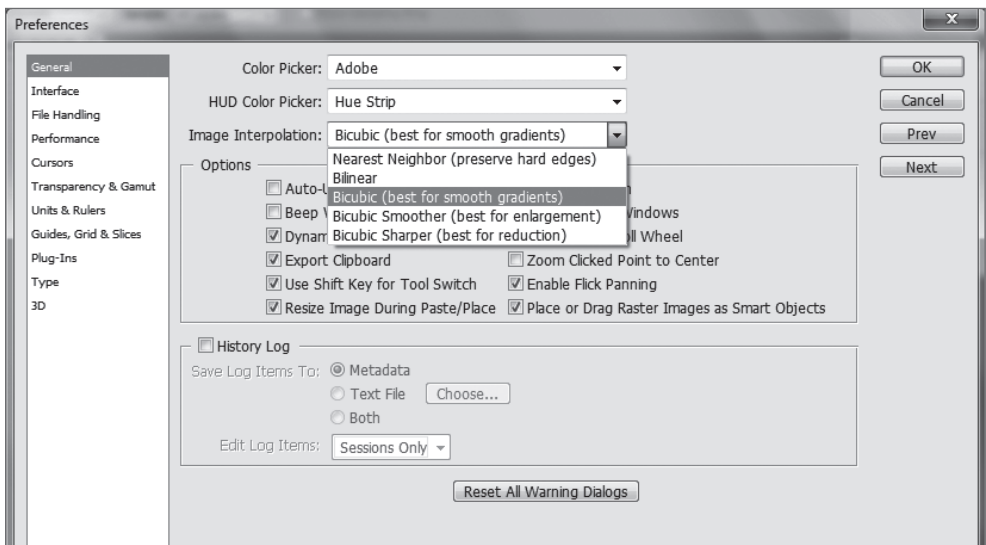 Preferences
General
Interface
File Handling
Performance
Cursors
Transparency & Gamut
Units & Rulers
Guides, Grid & Slices
Plug-Ins
Type
3D
Color Picker: Adobe
HUD Color Picker: Hue Strip
Image Interpolation: Bicubic (best for smooth gradients)
Nearest Neighbor (preserve hard edges)
Bilinear
Bicubic (best for smooth gradients)
Bicubic Smoother (best for enlargement)
Bicubic Sharper (best for reduction)
Options
Beep
Export Clipboard
Zoom Clicked Point to Center
Use Shift Key for Tool Switch
Enable Flick Panning
Resize Image During Paste/Place
Place or Drag Raster Images as Smart Objects
Wheel
History Log
Save Log Items To: Metadata
Text File Choose...
Both
Edit Log Items: Sessions Only
Reset All Warning Dialogs
OK
Cancel
Prev
Next